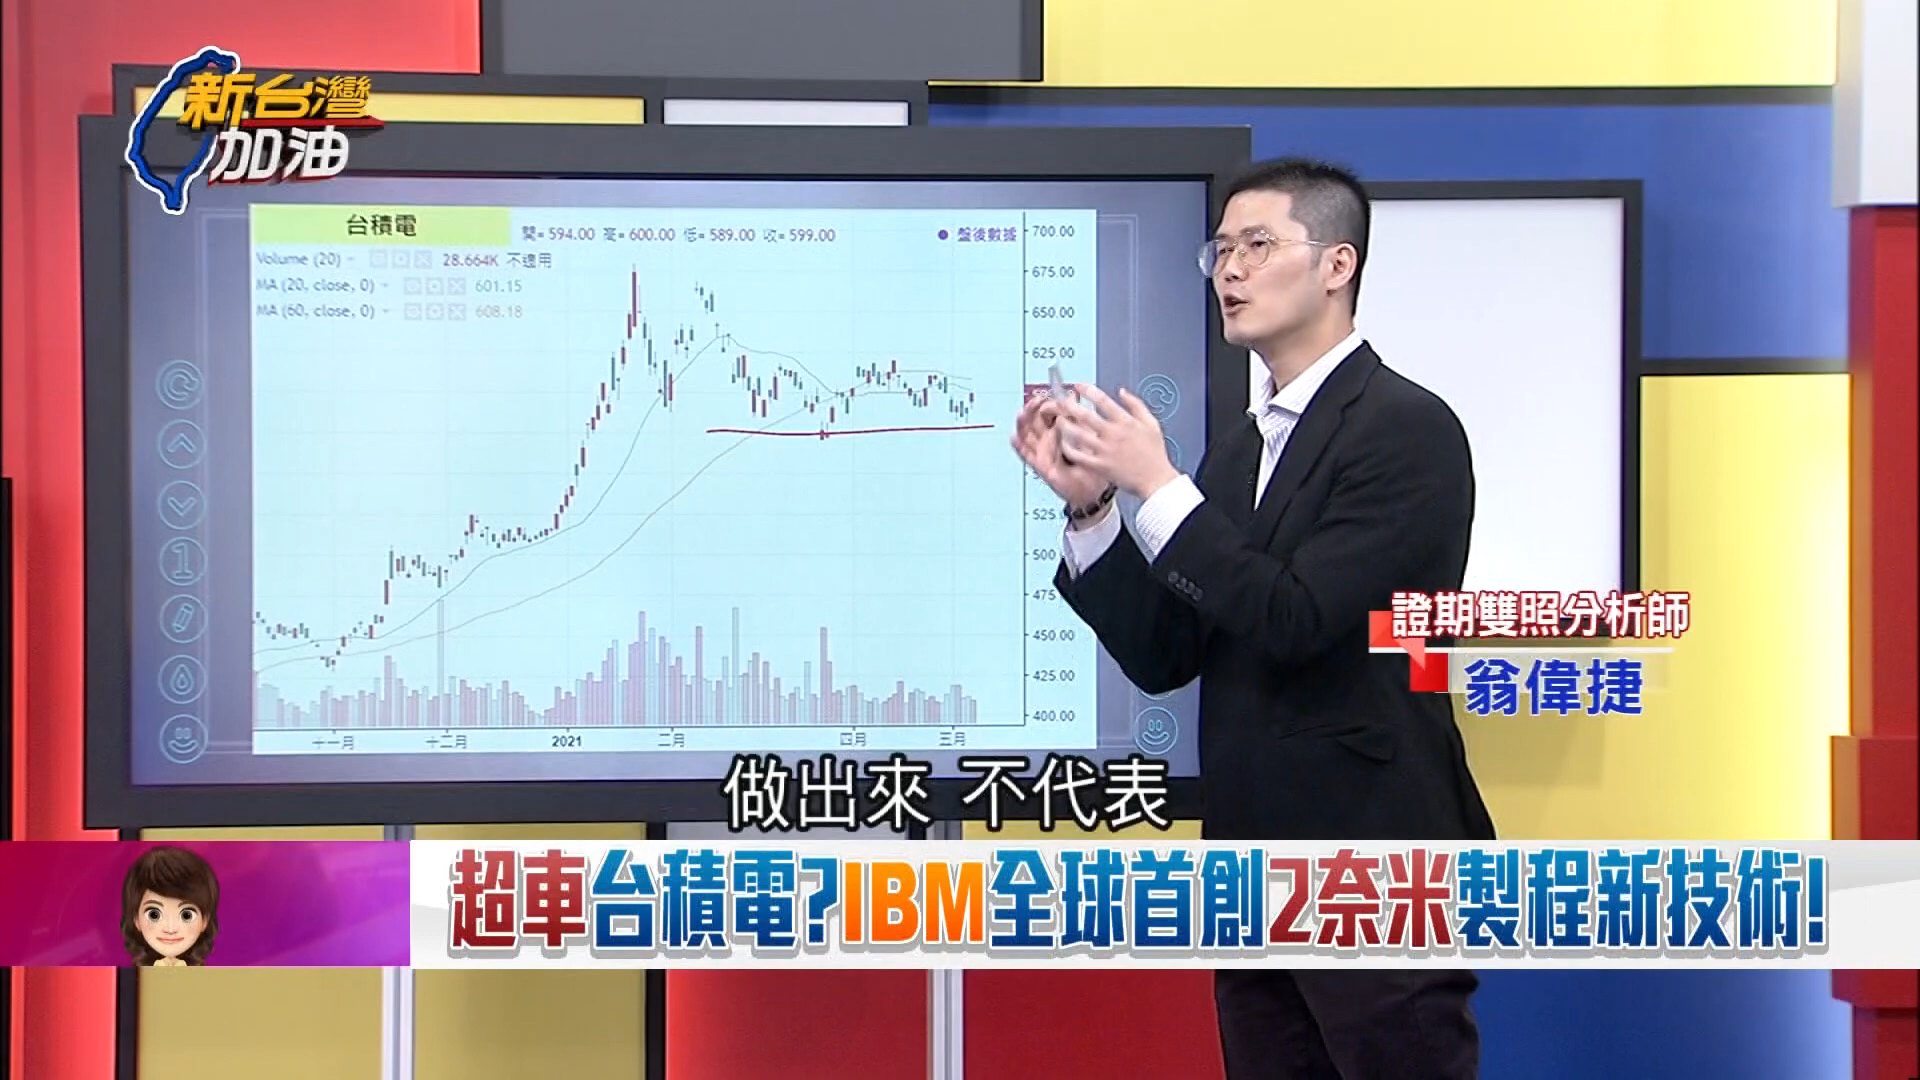 新台灣
加油
台積電
開= 594.00 高= 600.00 低= 589.00 收= 599.00
盤後數據
Volume (20)
28.664K 不適用
MA (20, close, 0)
601.15
MA (60, close, 0)
608.18
700.00
675.00
650.00
625.00
525
500
475
450.00
425.00
400.00
十一月
十二月
2021
二月
四月
三月
1
證期雙照分析師
翁偉捷
做出來 不代表
超車台積電?IBM全球首創2奈米製程新技術!